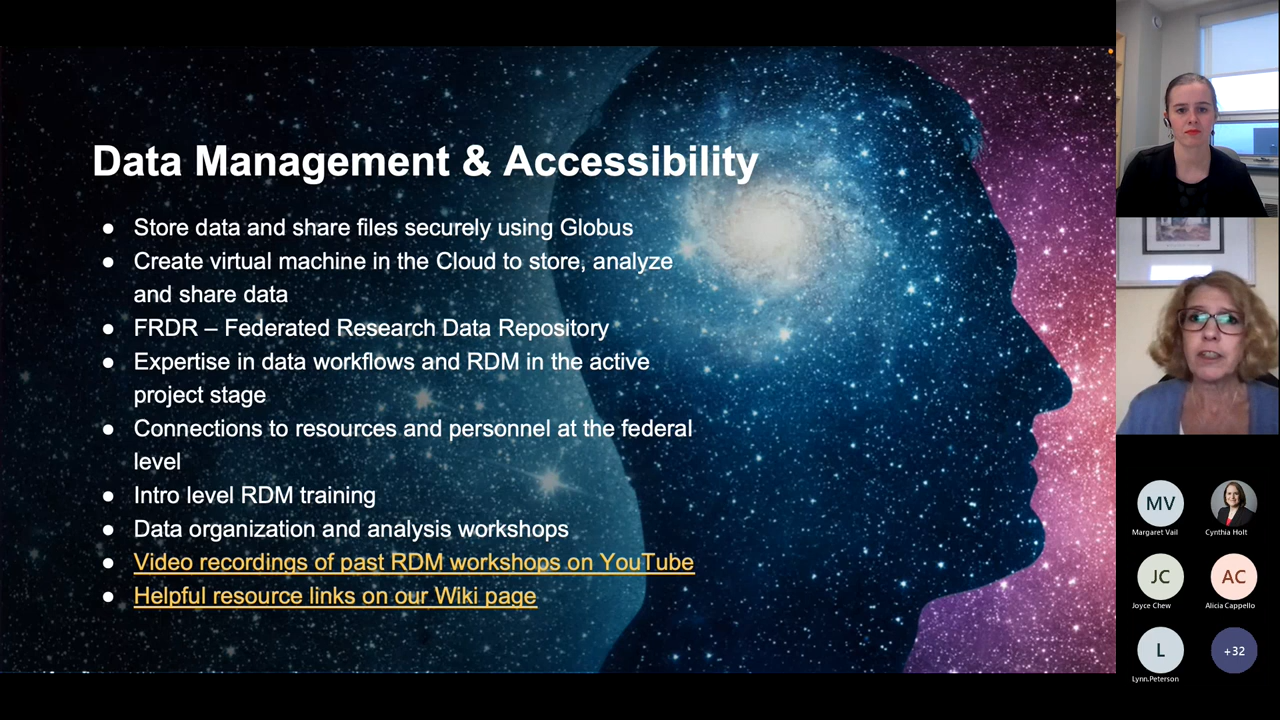 Data Management & Accessibility
● Store data and share files securely using Globus
● Create virtual machine in the Cloud to store, analyze
and share data
● FRDR – Federated Research Data Repository
● Expertise in data workflows and RDM in the active
project stage
● Connections to resources and personnel at the federal
level
● Intro level RDM training
● Data organization and analysis workshops
● Video recordings of past RDM workshops on YouTube
● Helpful resource links on our Wiki page
MV
Margaret Vail
Cynthia Holt
JC
Joyce Chew
AC
Alicia Cappello
L
Lynn.Peterson
+32